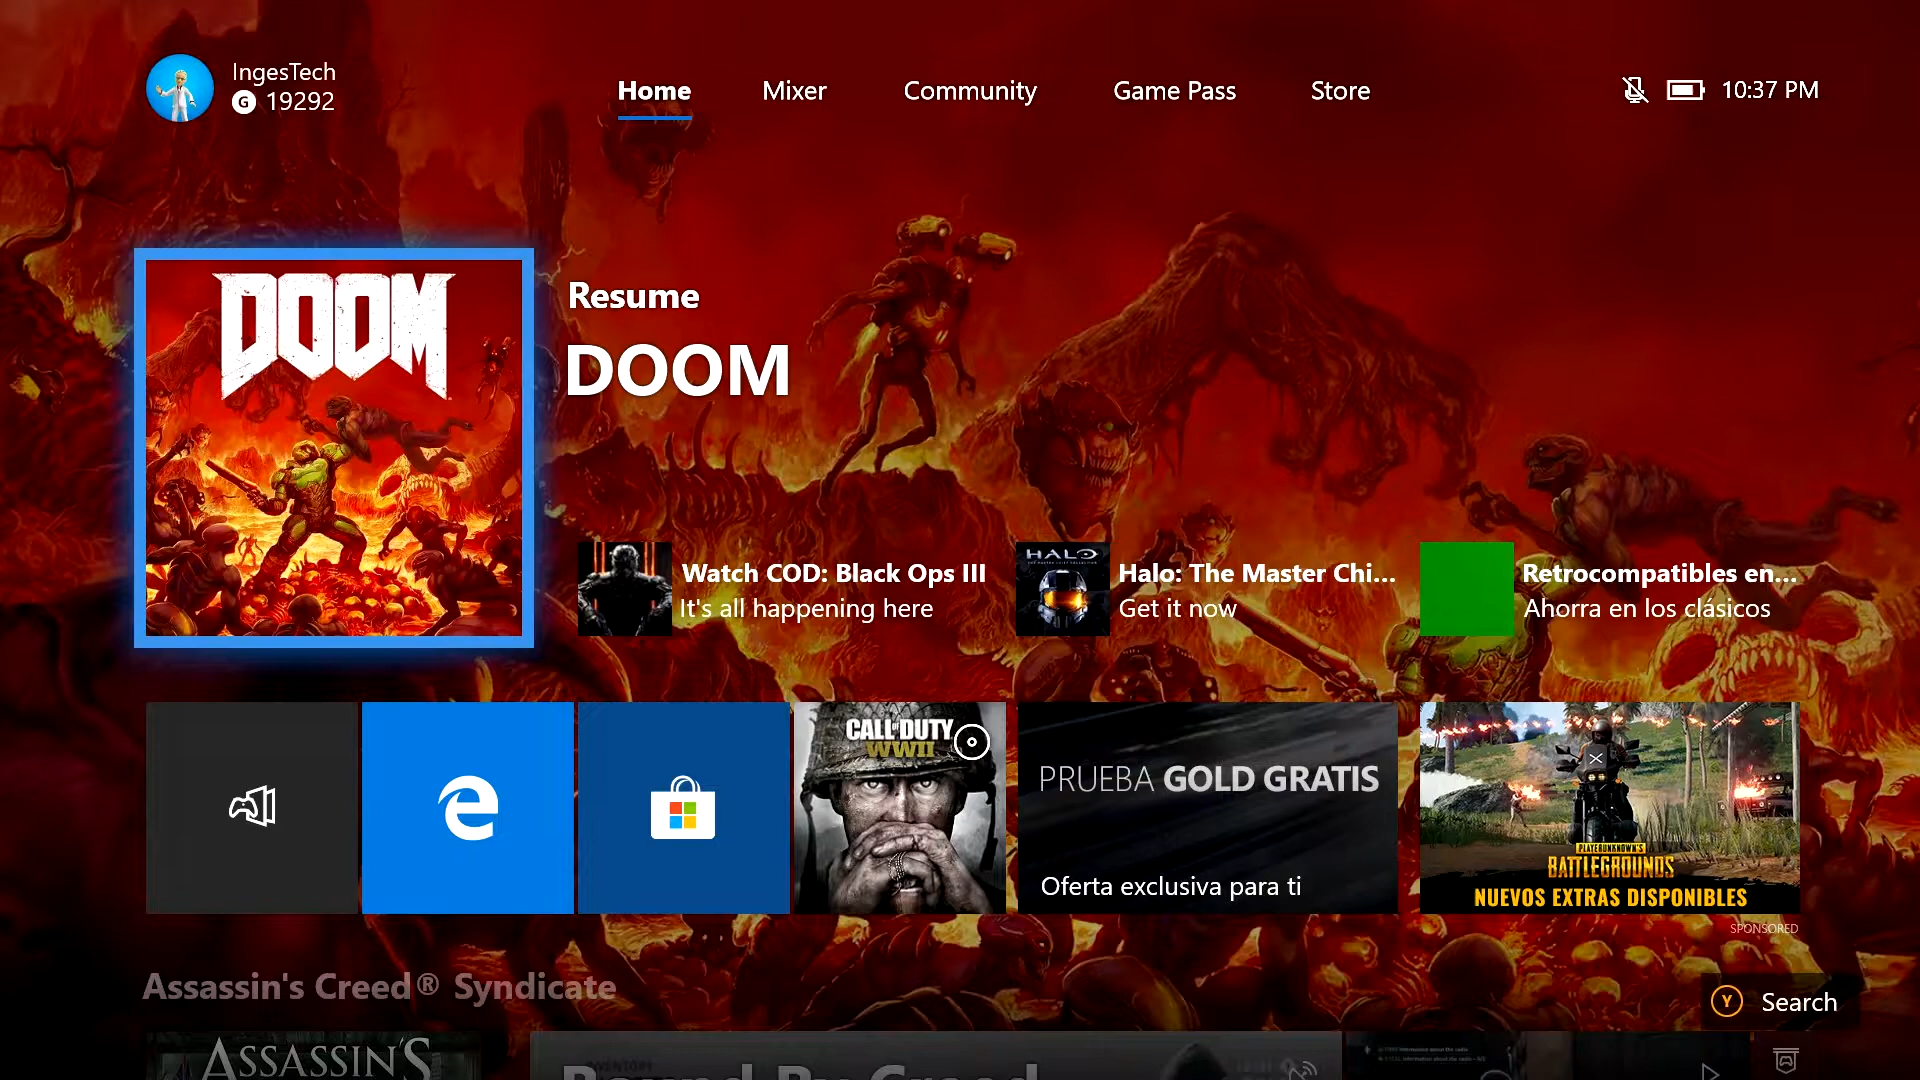 IngesTech
G 19292
Home
Mixer
Community
Game Pass
Store
10:37 PM
DOOM
Resume
DOOM
Watch COD: Black Ops III
It's all happening here
HALO
Halo: The Master Chi...
Get it now
Retrocompatibles en...
Ahorra en los clásicos
CALL OF DUTY
WWII
PRUEBA GOLD GRATIS
Oferta exclusiva para ti
PLAYERUNKNOWN'S
BATTLEGROUNDS
NUEVOS EXTRAS DISPONIBLES
SPONSORED
Assassin's Creed® Syndicate
Y Search
ASSASSIN'S